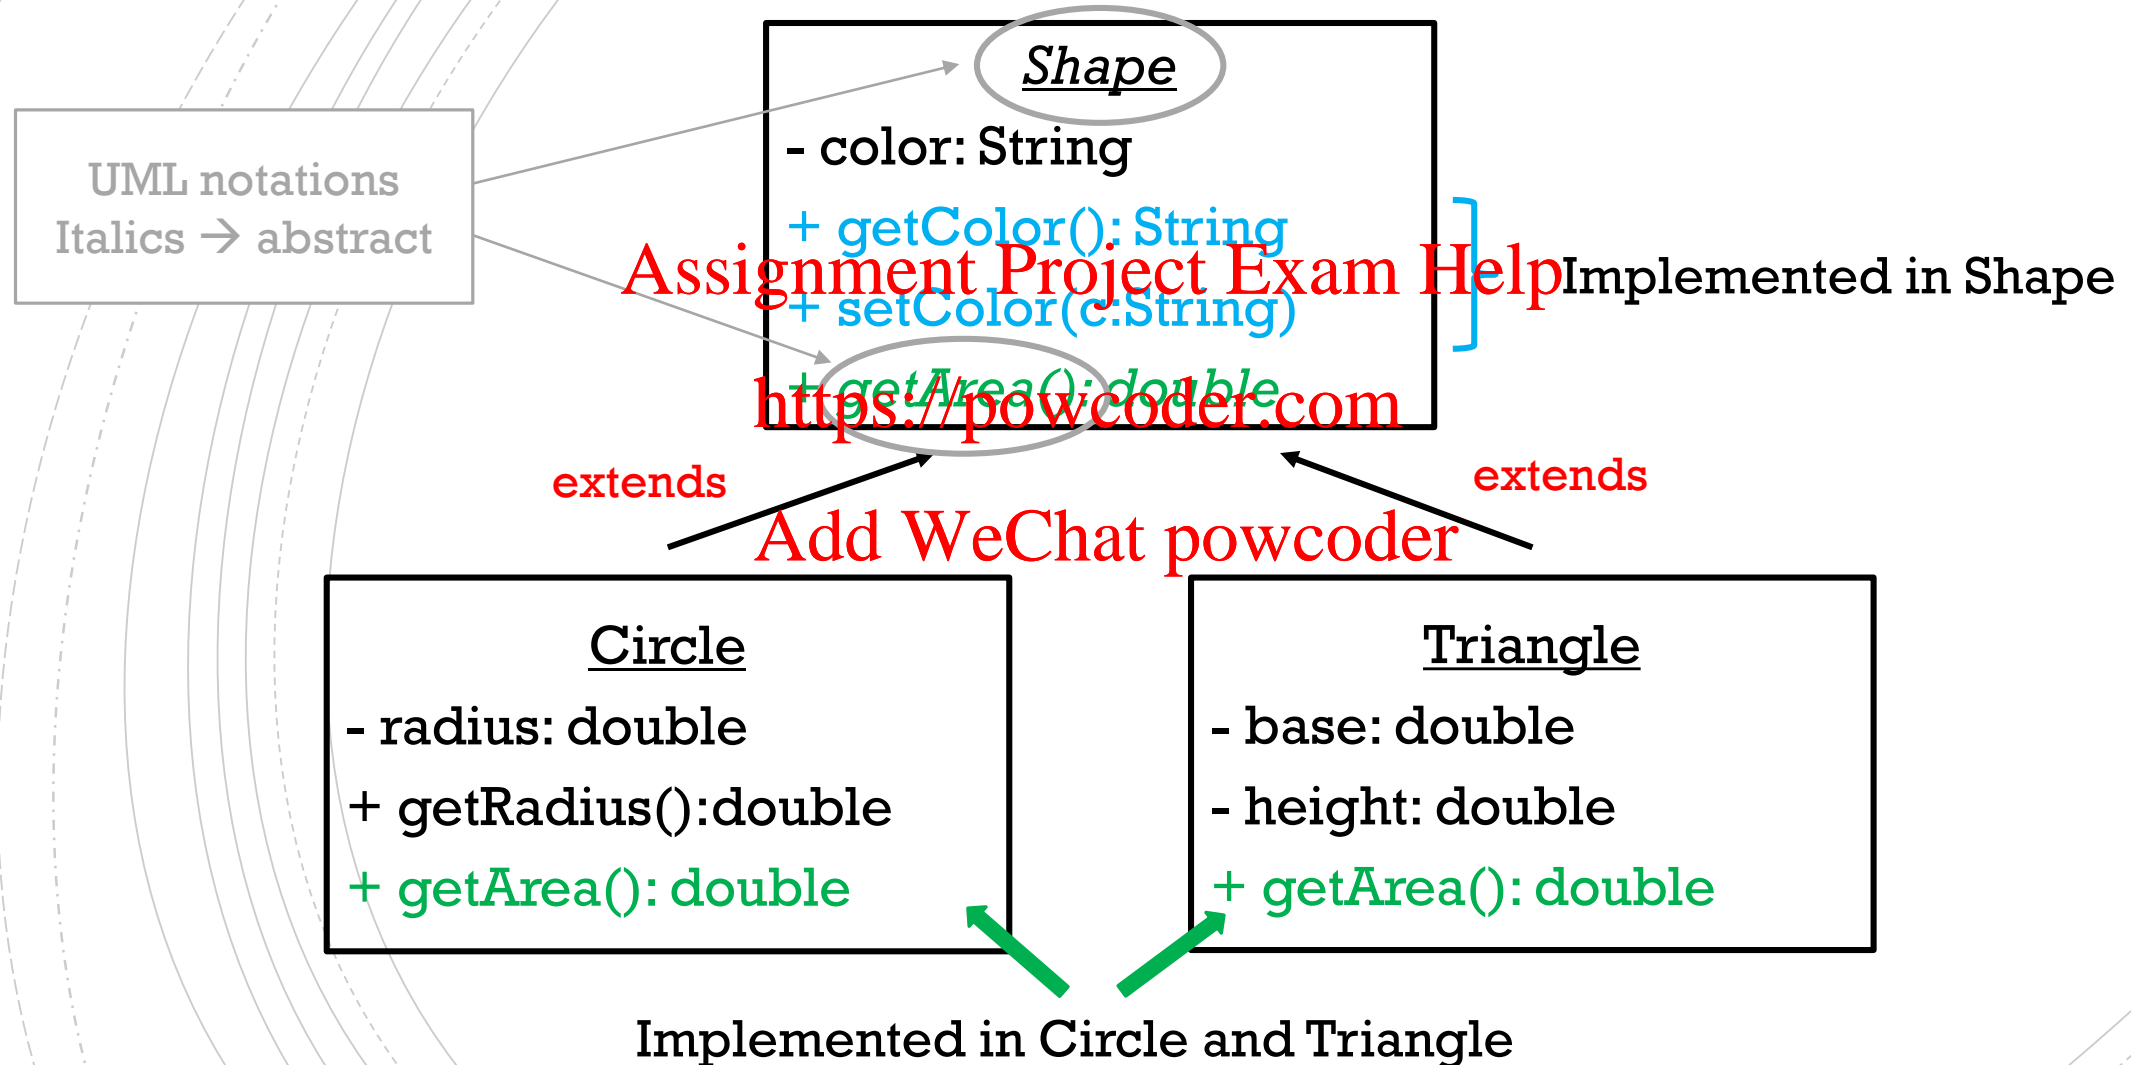 Shape
- color: String
UML notations
Italics → abstract
+ getColor(): String
Assignment Project Exam Help
Implemented in Shape
+ setColor(c:String)
+ getArea(): double
https://powcoder.com
extends
extends
Add WeChat powcoder
Circle
- radius: double
+ getRadius():double
+ getArea(): double
Triangle
- base: double
- height: double
+ getArea(): double
Implemented in Circle and Triangle